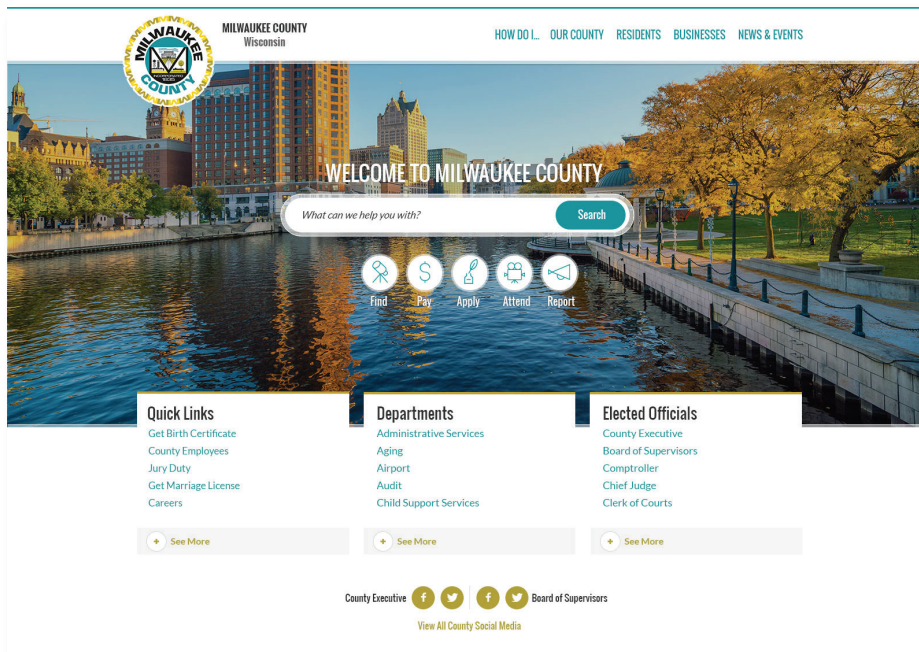 MILWAUKEE COUNTY
Wisconsin
MILWAUKEE
INCORPORATED
COUNTY
HOW DO I... OUR COUNTY RESIDENTS BUSINESSES NEWS & EVENTS
WELCOME TO MILWAUKEE COUNTY
What can we help you with? Search
Find Pay Apply Attend Report
Quick Links
Get Birth Certificate
County Employees
Jury Duty
Get Marriage License
Careers
+ See More
Departments
Administrative Services
Aging
Airport
Audit
Child Support Services
+ See More
Elected Officials
County Executive
Board of Supervisors
Comptroller
Chief Judge
Clerk of Courts
+ See More
County Executive Board of Supervisors
View All County Social Media